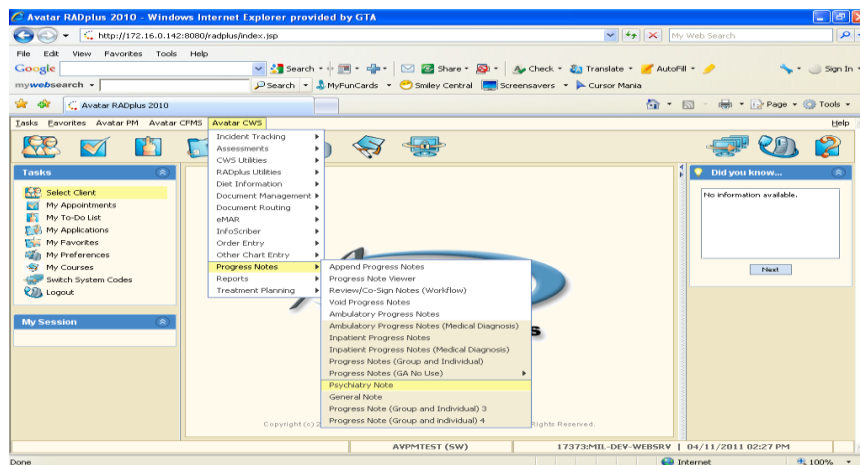 Avatar RADplus 2010 - Windows Internet Explorer provided by GTA
http://172.16.0.142:8080/radplus/index.jsp
My Web Search
File Edit View Favorites Tools Help
Google
Search
Share
Check
Translate
AutoFill
Sign In
mywebsearch
Search
MyFunCards
Smiley Central
Screensavers
Cursor Mania
Avatar RADplus 2010
Page
Tools
Tasks Favorites Avatar PM Avatar CFMS Avatar CWS
Help
Tasks
Select Client
My Appointments
My To-Do List
My Applications
My Favorites
My Preferences
My Courses
Switch System Codes
Logout
My Session
Incident Tracking
Assessments
CWS Utilities
RADplus Utilities
Diet Information
Document Management
Document Routing
eMAR
InfoScriber
Order Entry
Other Chart Entry
Progress Notes
Reports
Treatment Planning
Append Progress Notes
Progress Note Viewer
Review/Co-Sign Notes (Workflow)
Void Progress Notes
Ambulatory Progress Notes
Ambulatory Progress Notes (Medical Diagnosis)
Inpatient Progress Notes
Inpatient Progress Notes (Medical Diagnosis)
Progress Notes (Group and Individual)
Progress Notes (GA No Use)
Psychiatry Note
General Note
Progress Note (Group and Individual) 3
Progress Note (Group and individual) 4
Copyright (c) 2
Rights Reserved.
Did you know...
No information available.
Next
AVPMTEST (SW)
17373:MIL-DEV-WEBSRV
04/11/2011 02:27 PM
Done
Internet
100%